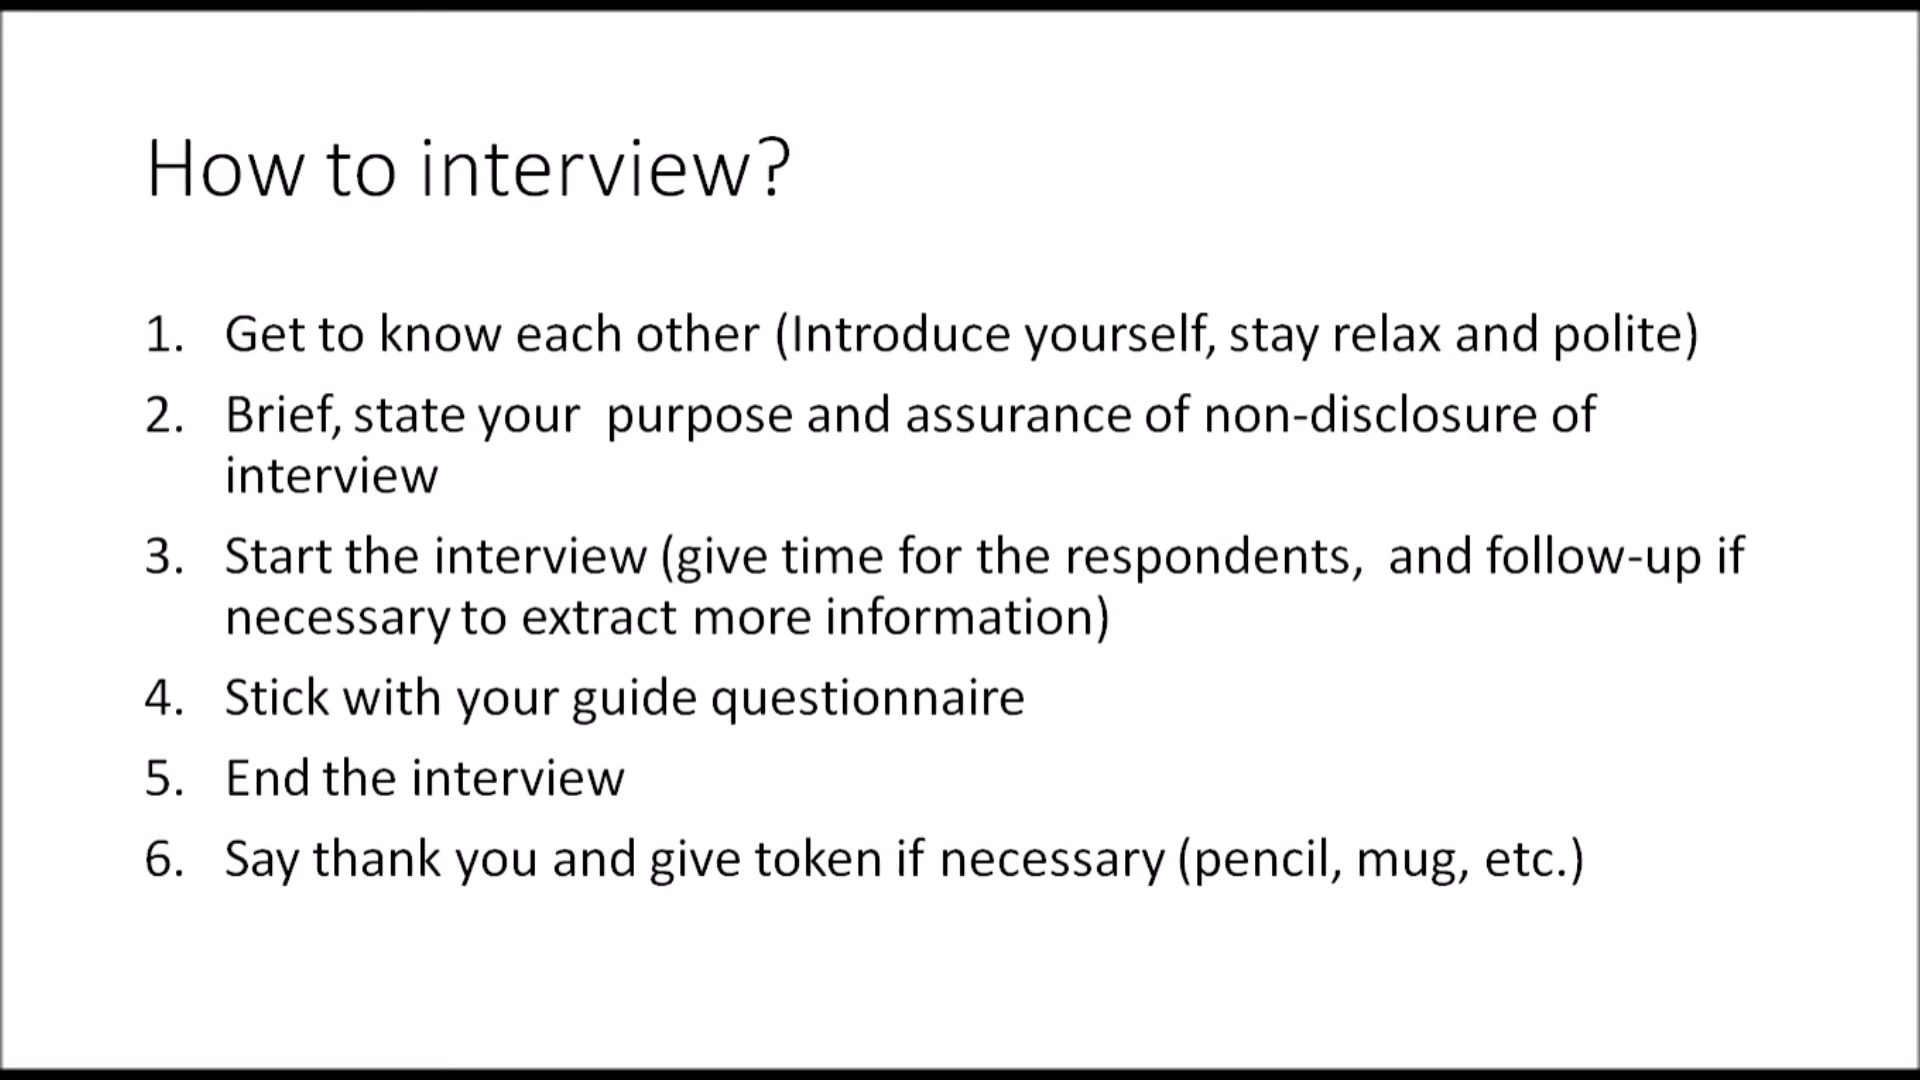 How to interview?
1. Get to know each other (Introduce yourself, stay relax and polite)
2. Brief, state your  purpose and assurance of non-disclosure of
interview
3. Start the interview (give time for the respondents,  and follow-up if
necessary to extract more information)
4. Stick with your guide questionnaire
5. End the interview
6. Say thank you and give token if necessary (pencil, mug, etc.)